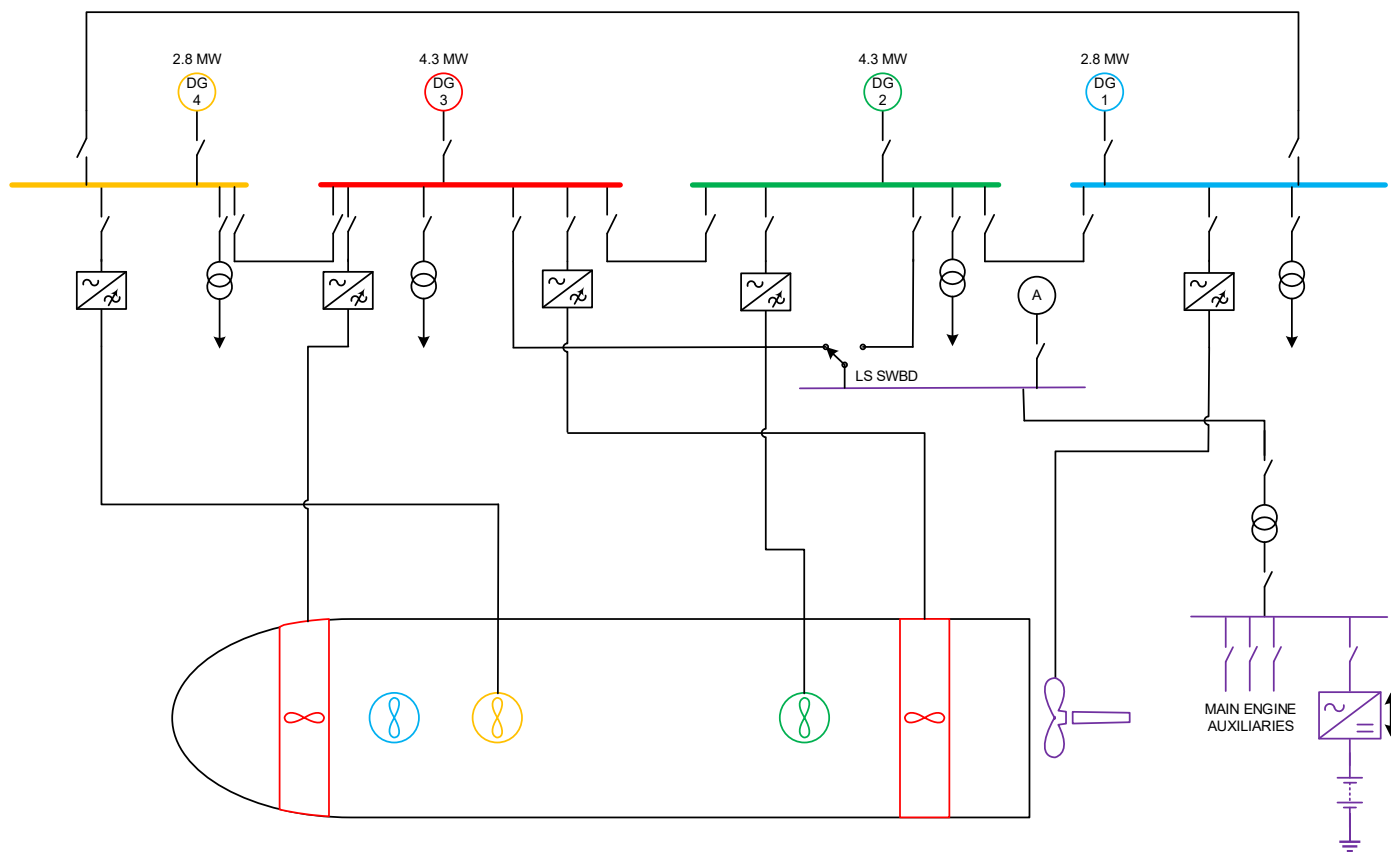 2.8 MW
4.3 MW
4.3 MW
2.8 MW
DG
4
DG
3
DG
2
DG
1
A
LS SWBD
MAIN ENGINE
AUXILIARIES